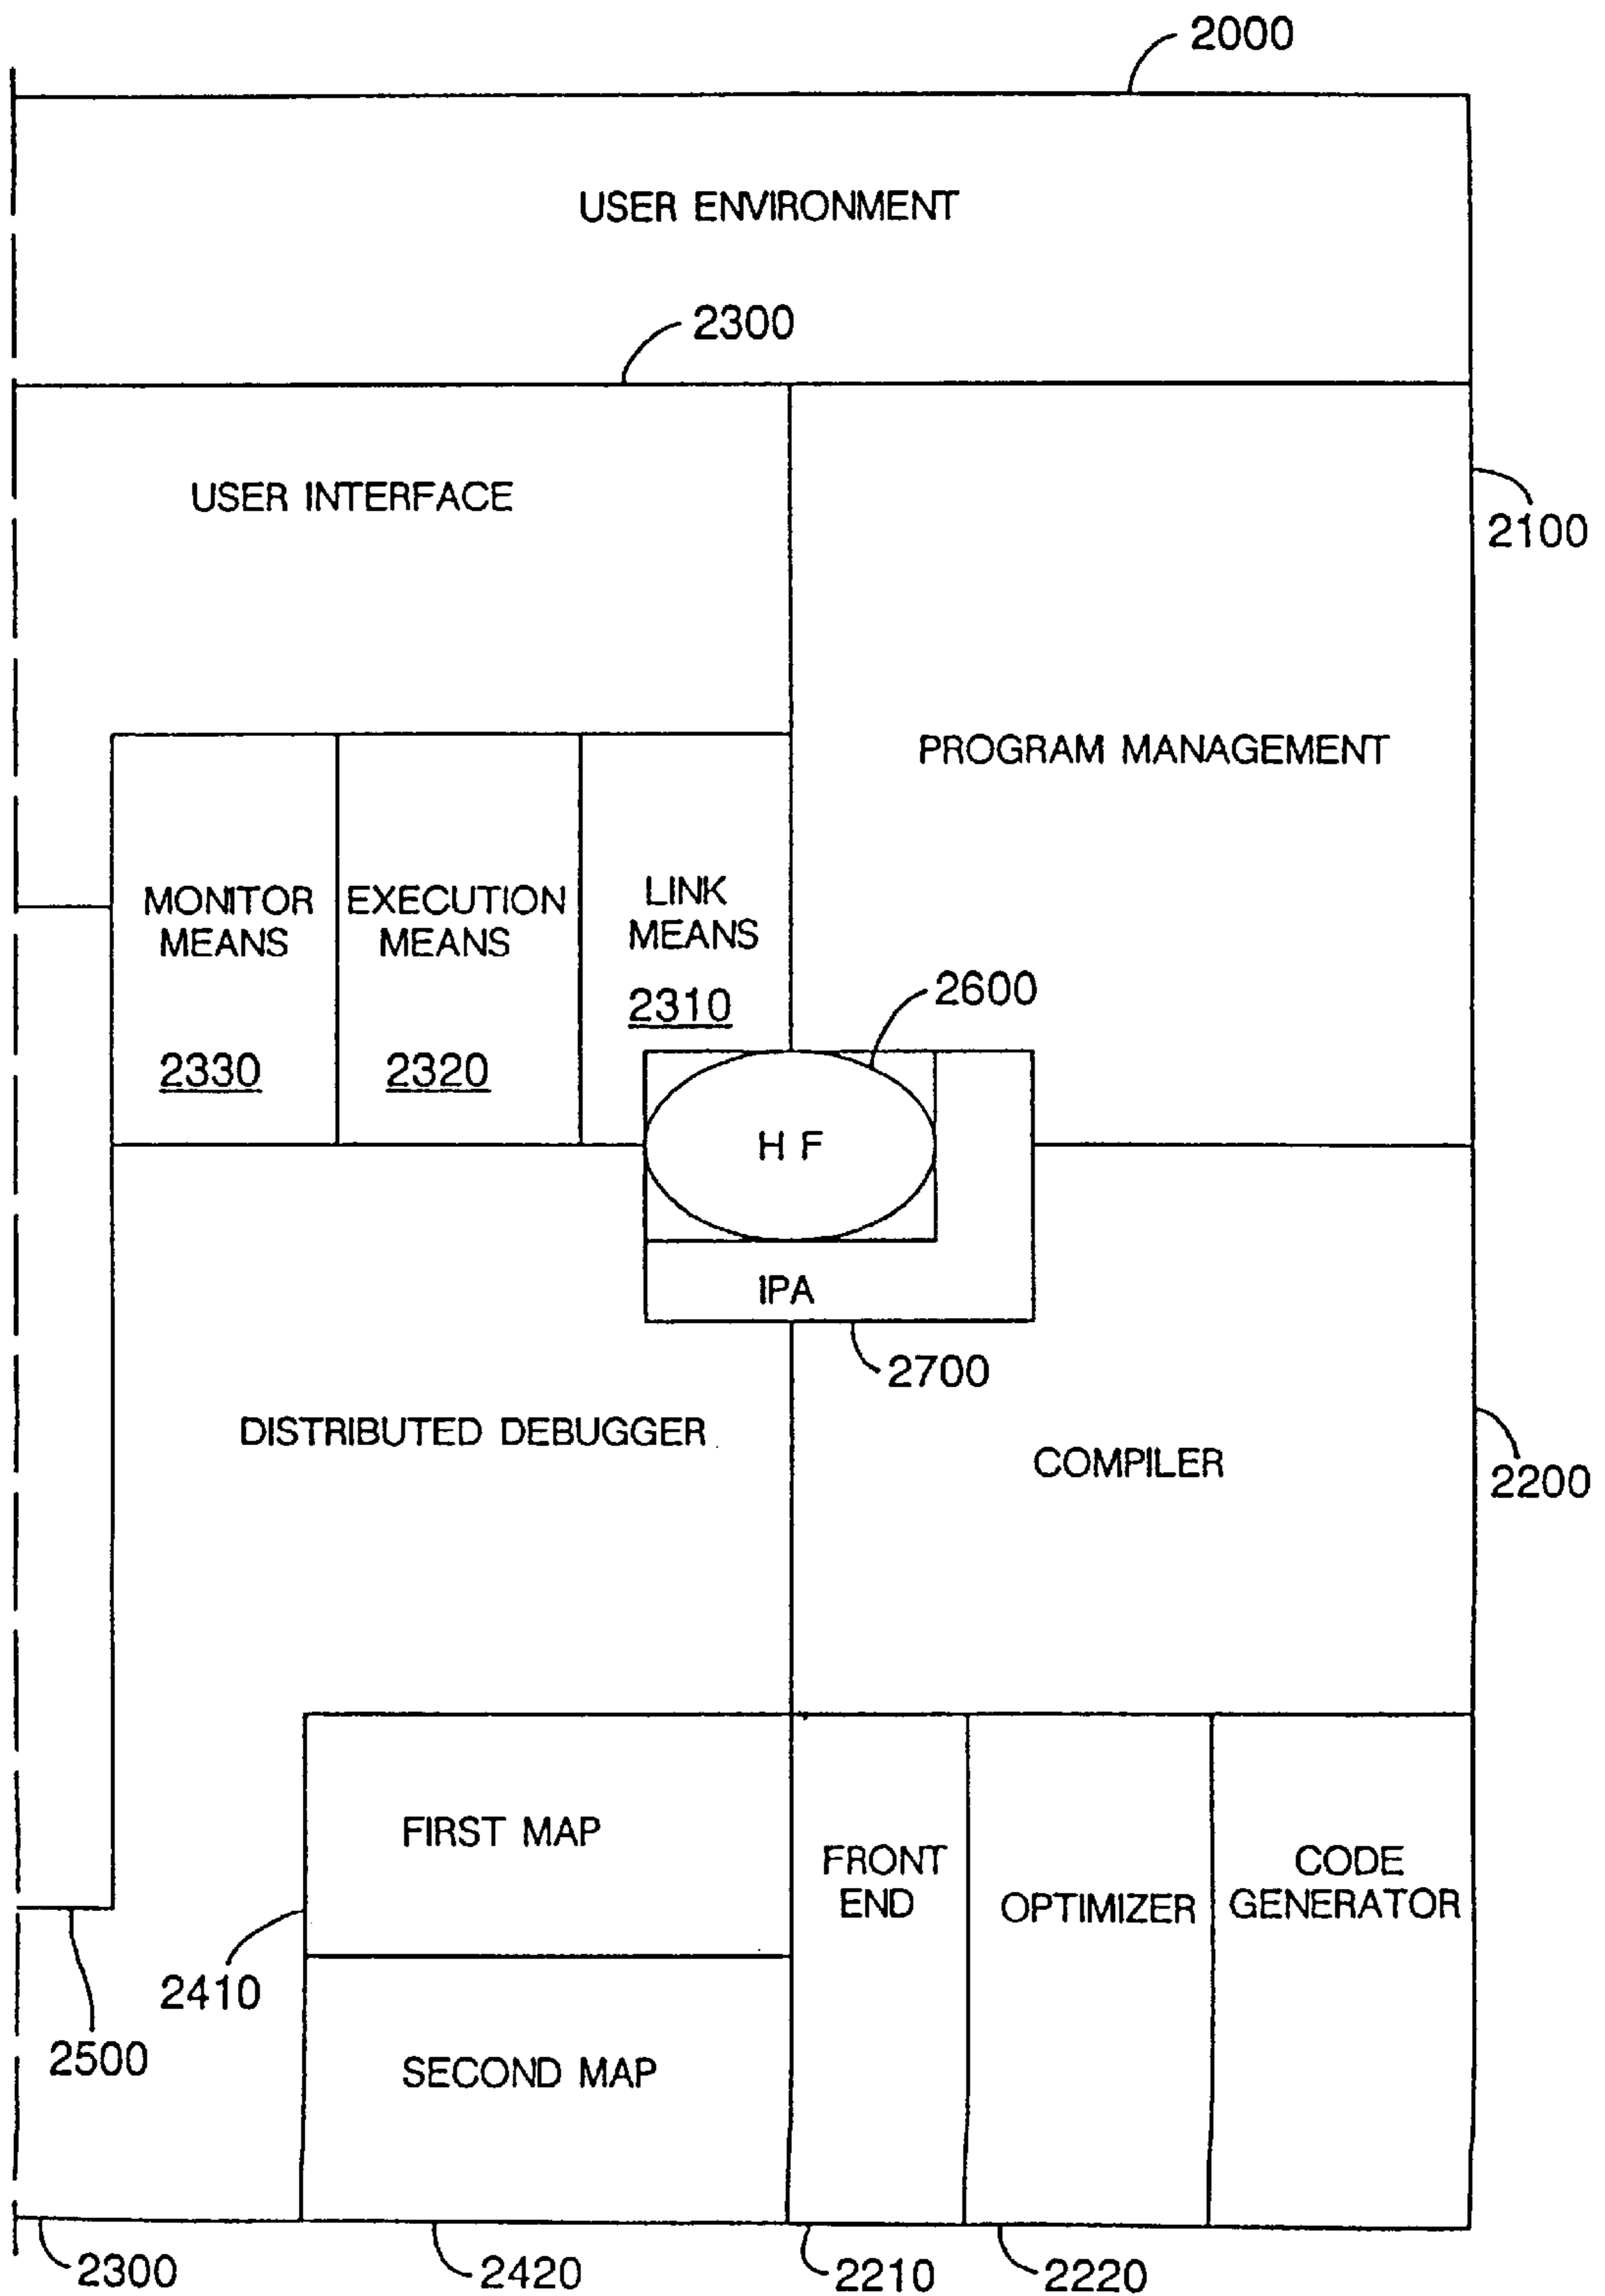 2000
USER ENVIRONMENT
2300
USER INTERFACE
2100
PROGRAM MANAGEMENT
MONITOR
MEANS
2330
EXECUTION
MEANS
2320
LINK
MEANS
2310
2600
H F
IPA
2700
DISTRIBUTED DEBUGGER
COMPILER
2200
FIRST MAP
FRONT
END
OPTIMIZER
CODE
GENERATOR
2410
2500
SECOND MAP
2300
2420
2210
2220